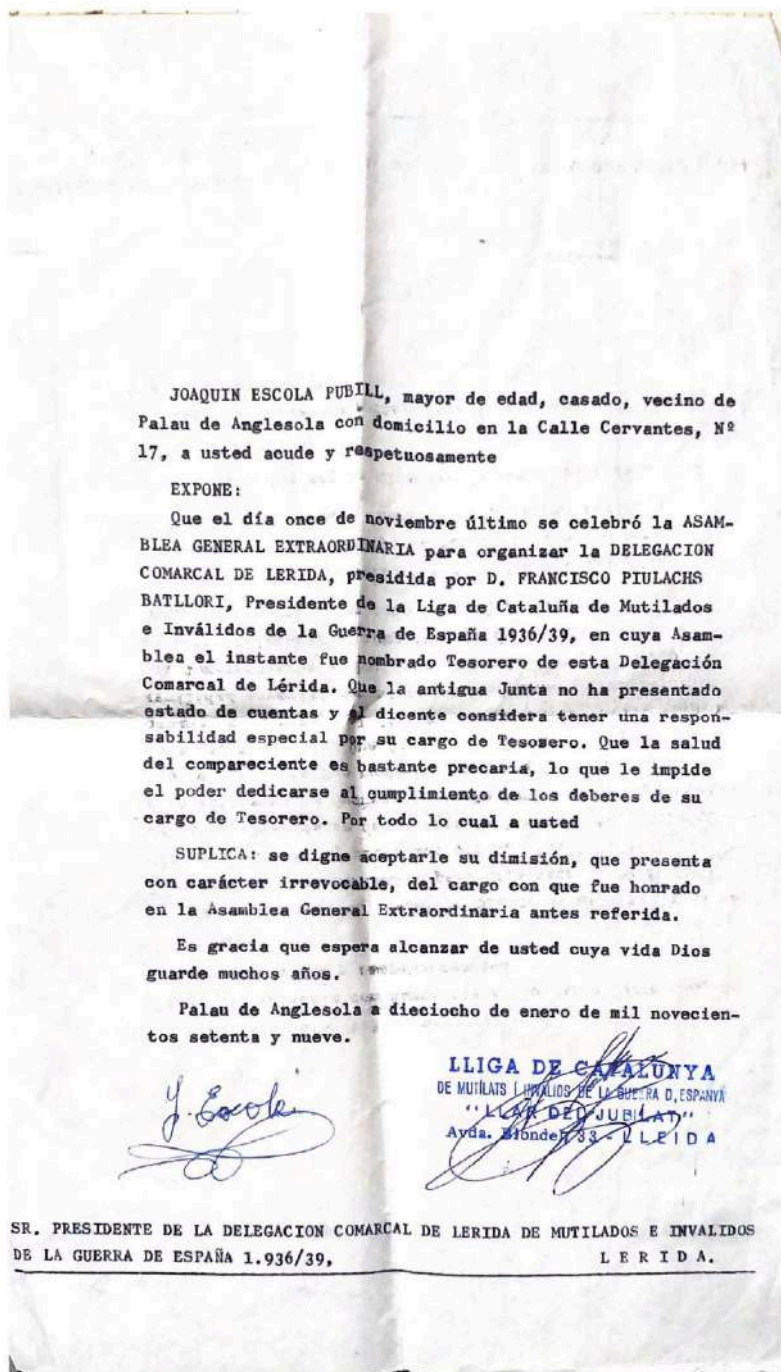 JOAQUIN ESCOLA PUBILL, mayor de edad, casado, vecino de
Palau de Anglesola con domicilio en la Calle Cervantes, Nº
17, a usted acude y respetuosamente
EXPONE:
Que el día once de noviembre último se celebró la ASAM-
BLEA GENERAL EXTRAORDINARIA para organizar la DELEGACION
COMARCAL DE LERIDA, presidida por D. FRANCISCO PIULACHS
BATLLORI, Presidente de la Liga de Cataluña de Mutilados
e Inválidos de la Guerra de España 1936/39, en cuya Asam-
blea el instante fue nombrado Tesorero de esta Delegación
Comarcal de Lérida. Que la antigua Junta no ha presentado
estado de cuentas y el dicente considera tener una respon-
sabilidad especial por su cargo de Tesorero. Que la salud
del compareciente es bastante precaria, lo que le impide
el poder dedicarse al cumplimiento de los deberes de su
cargo de Tesorero. Por todo lo cual a usted
SUPLICA: se digne aceptarle su dimisión, que presenta
con carácter irrevocable, del cargo con que fue honrado
en la Asamblea General Extraordinaria antes referida.
Es gracia que espera alcanzar de usted cuya vida Dios
guarde muchos años.
Palau de Anglesola a dieciocho de enero de mil novecien-
tos setenta y nueve.
J. Escola
LLIGA DE CATALUNYA
DE MUTILATS I INVALIDS DE LA GUERRA D,ESPANYA
"LLAR DEL JUBILAT"
Avda. Blondel 33 - LLEIDA
SR. PRESIDENTE DE LA DELEGACION COMARCAL DE LERIDA DE MUTILADOS E INVALIDOS
DE LA GUERRA DE ESPAÑA 1.936/39, L E R I D A.